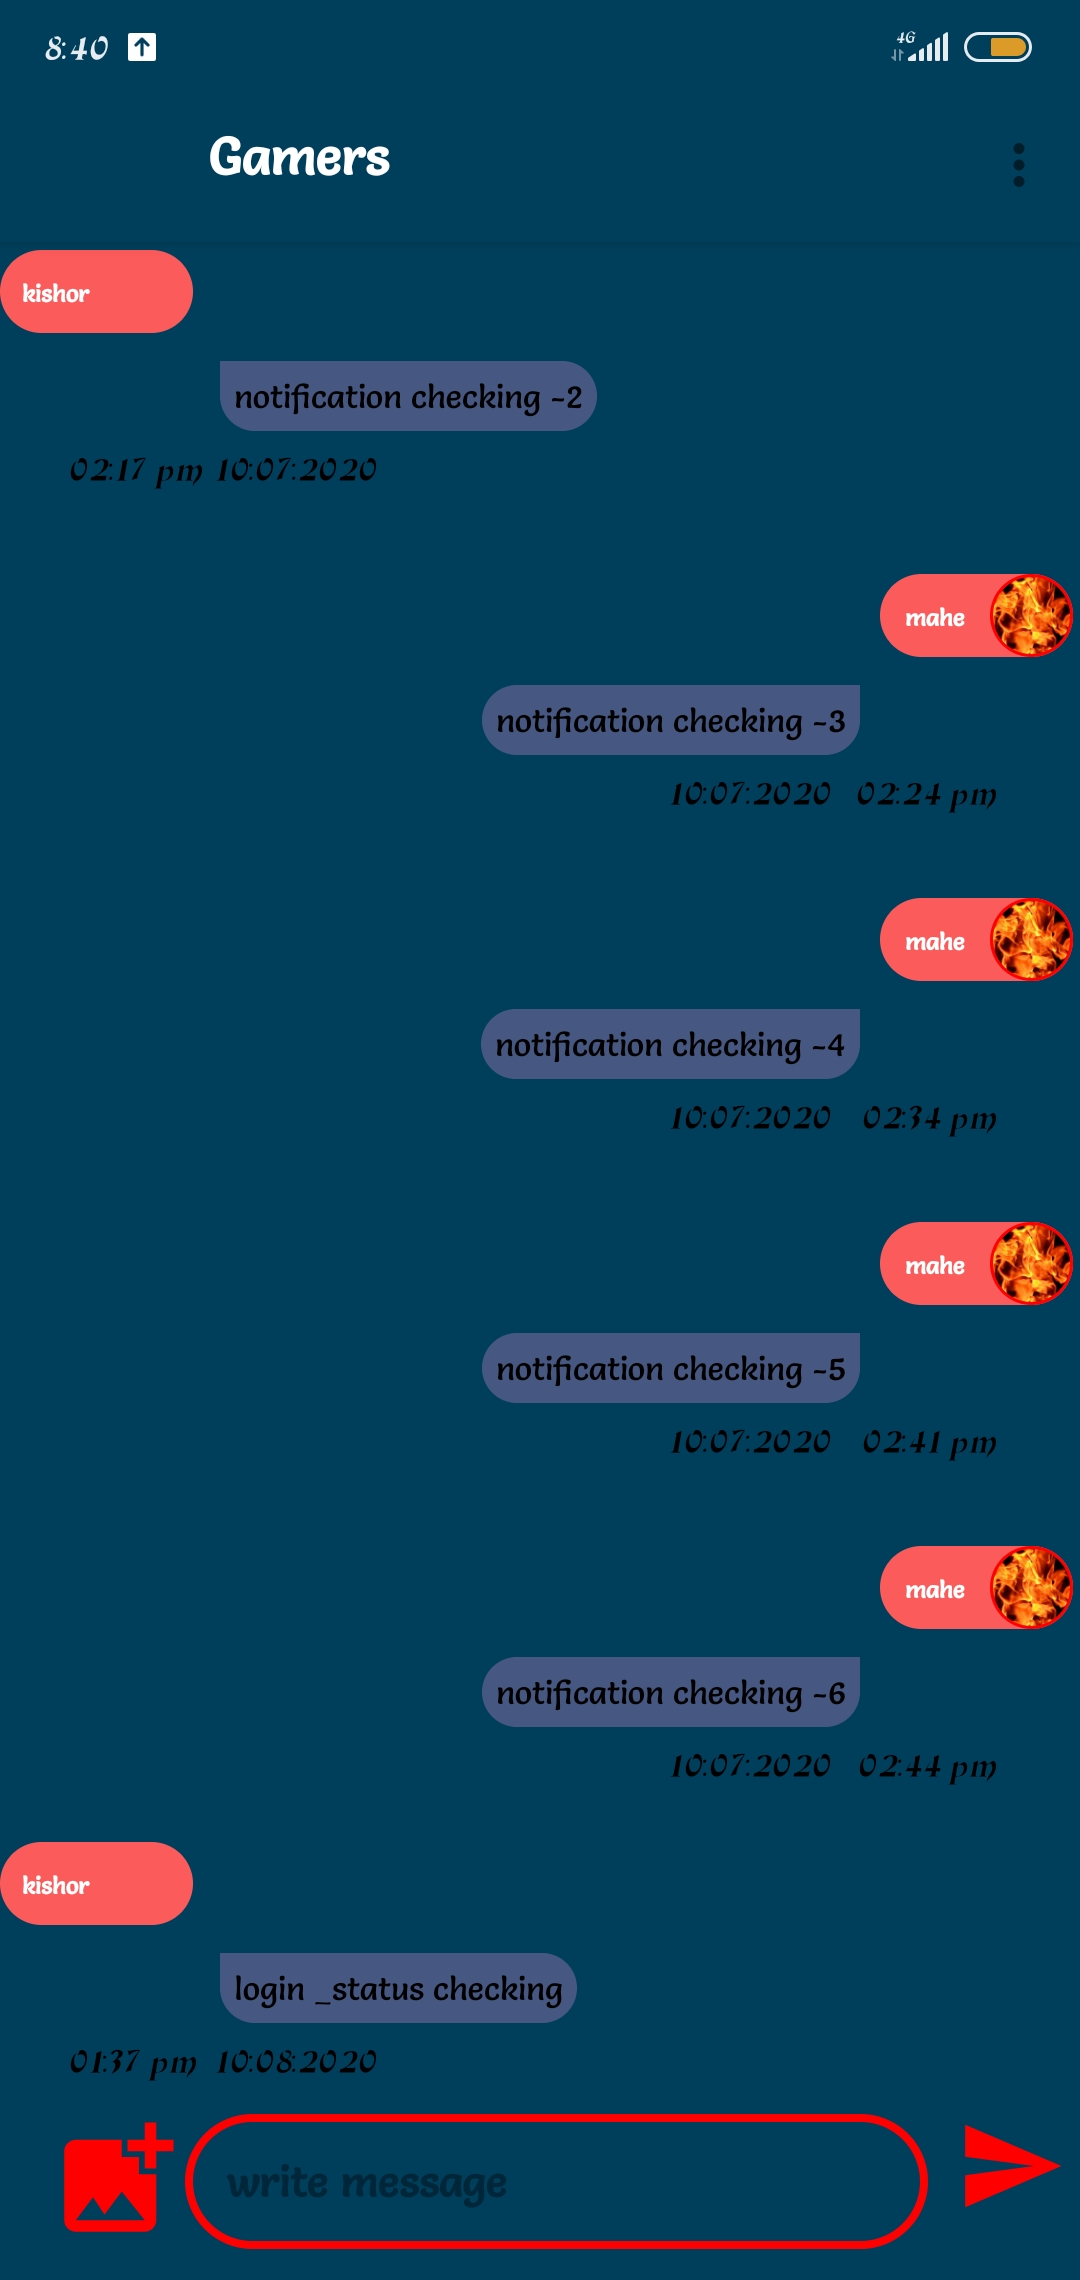 8:40 4G
Gamers
kishor
notification checking -2
02:17 pm 10:07:2020
mahe
notification checking -3
10:07:2020 02:24 pm
mahe
notification checking -4
10:07:2020 02:34 pm
mahe
notification checking -5
10:07:2020 02:41 pm
mahe
notification checking -6
10:07:2020 02:44 pm
kishor
login _status checking
01:37 pm 10:08:2020
write message